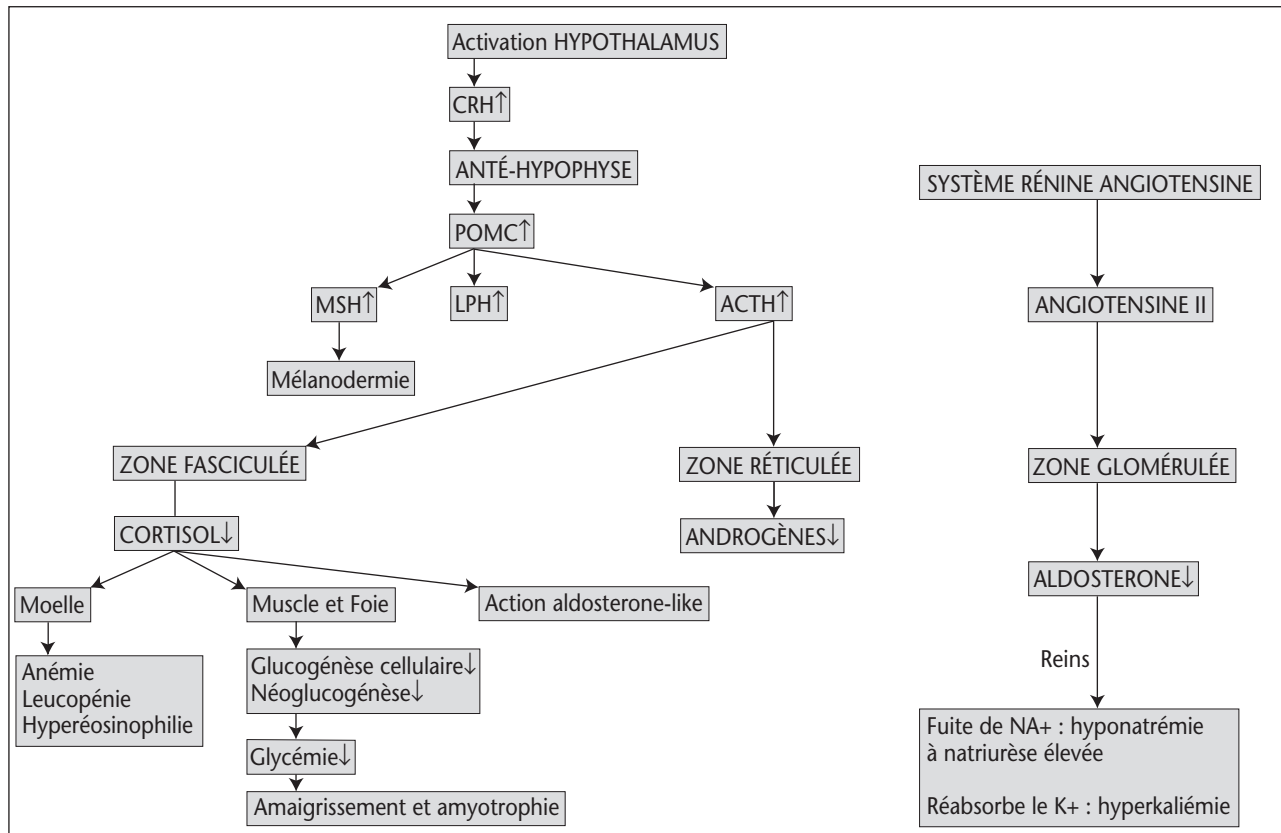 Activation HYPOTHALAMUS
CRH↑
ANTÉ-HYPOPHYSE
POMC↑
MSH↑
LPH↑
ACTH↑
Mélanodermie
ZONE FASCICULÉE
ZONE RÉTICULÉE
CORTISOL↓
ANDROGÈNES↓
Moelle
Muscle et Foie
Action aldosterone-like
Anémie
Leucopénie
Hyperéosinophilie
Glucogénèse cellulaire↓
Néoglucogénèse↓
Glycémie↓
Amaigrissement et amyotrophie
SYSTÈME RÉNINE ANGIOTENSINE
ANGIOTENSINE II
ZONE GLOMÉRULÉE
ALDOSTERONE↓
Reins
Fuite de NA+ : hyponatrémie
à natriurèse élevée
Réabsorbe le K+ : hyperkaliémie